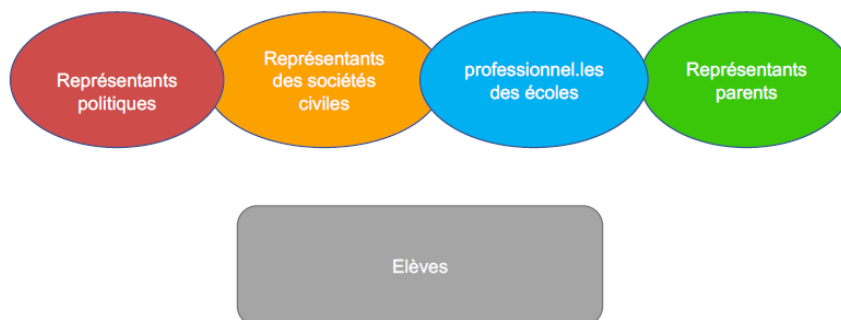 Représentants
politiques
Représentants
des sociétés
civiles
professionnel.les
des écoles
Représentants
parents
Elèves